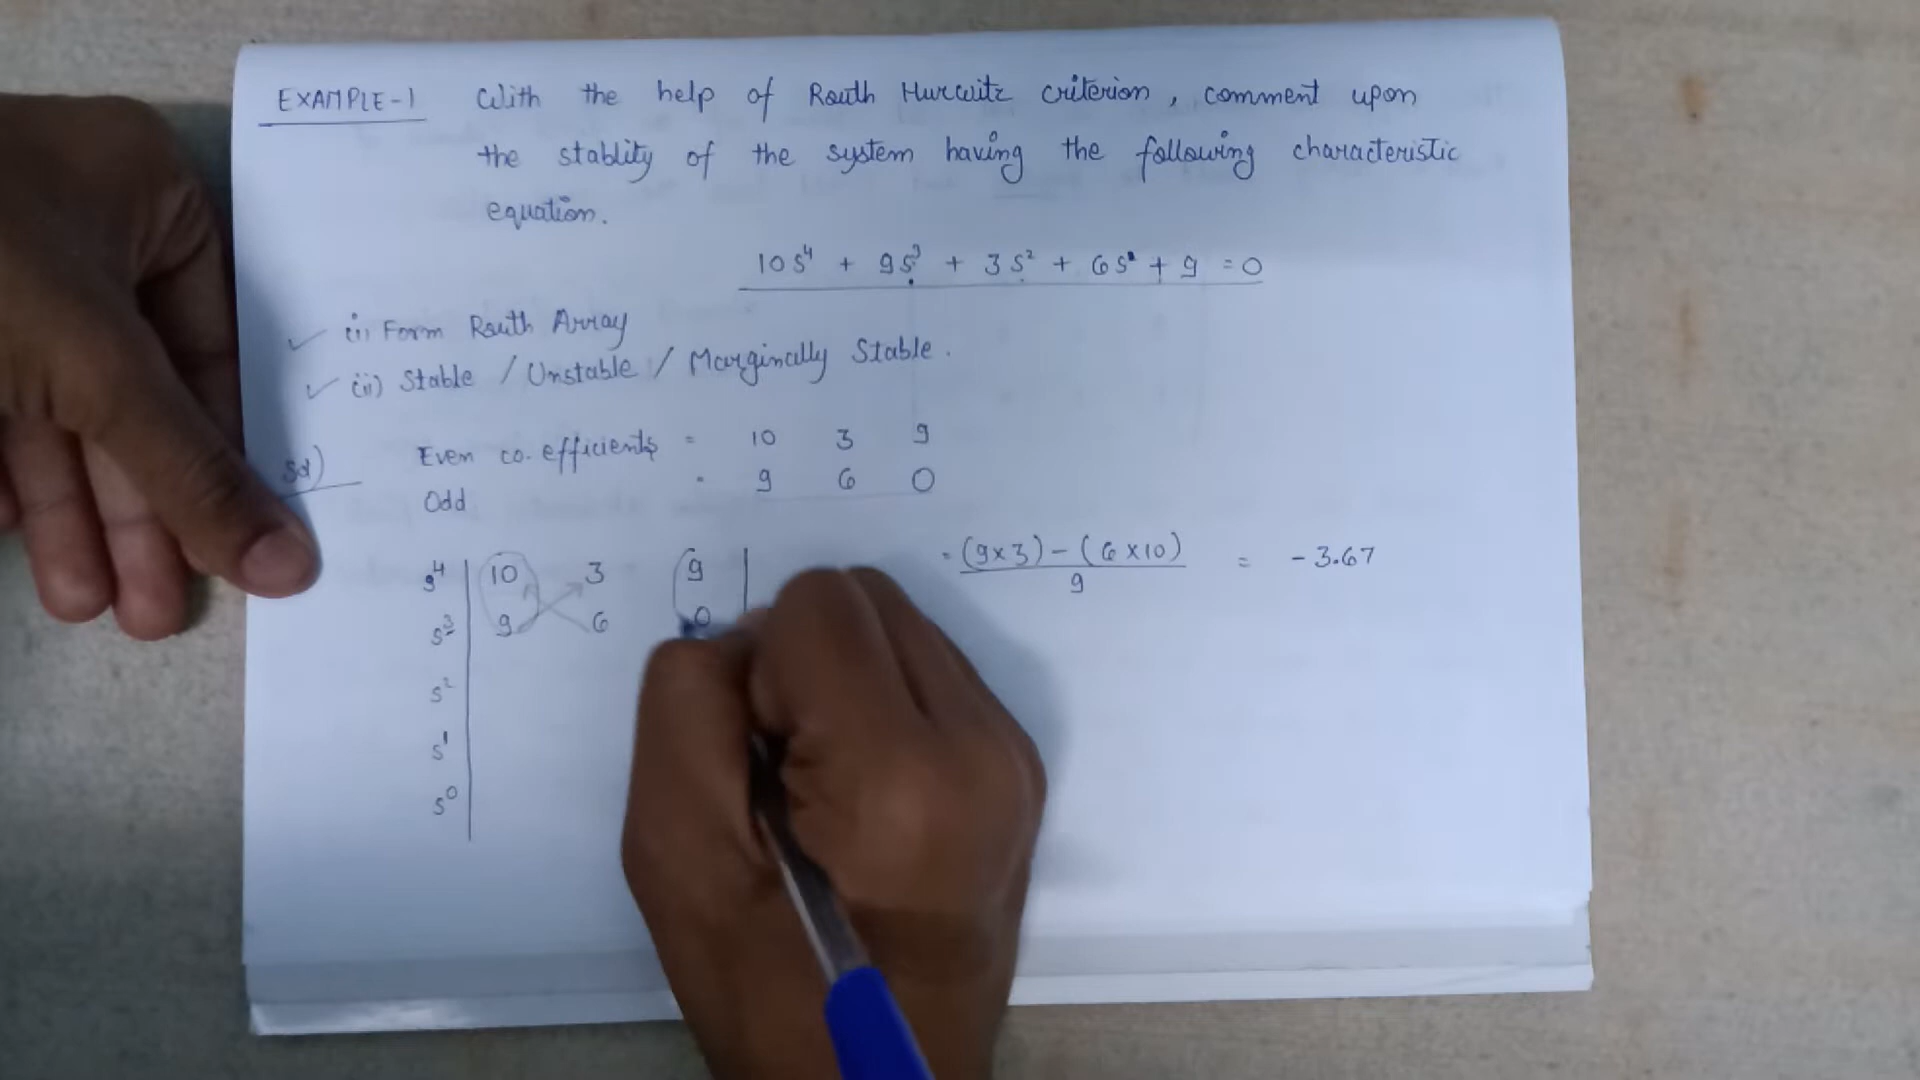 EXAMPLE-1 With the help of Routh Hurwitz criterion, comment upon
the stablity of the system having the following characteristic
equation.
10s⁴ + 9s³ + 3s² + 6s + 9 = 0
(i) Form Routh Array
(ii) Stable / Unstable / Marginally Stable.
Sol) Even co.efficients = 10 3 9
Odd = 9 6 0
s⁴ 10 3 9 = (9×3) - (6×10) / 9 = -3.67
s³ 9 6 0
s²
s¹
s⁰